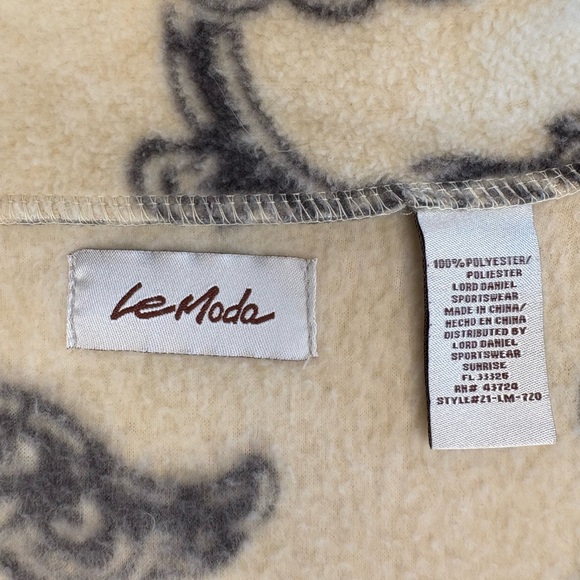 LeModa
100% POLYESTER/
POLIESTER
LORD DANIEL
SPORTSWEAR
MADE IN CHINA/
HECHO EN CHINA
DISTRIBUTED BY
LORD DANIEL
SPORTSWEAR
SUNRISE
FL 33325
RN# 43724
STYLE#21-LM-720